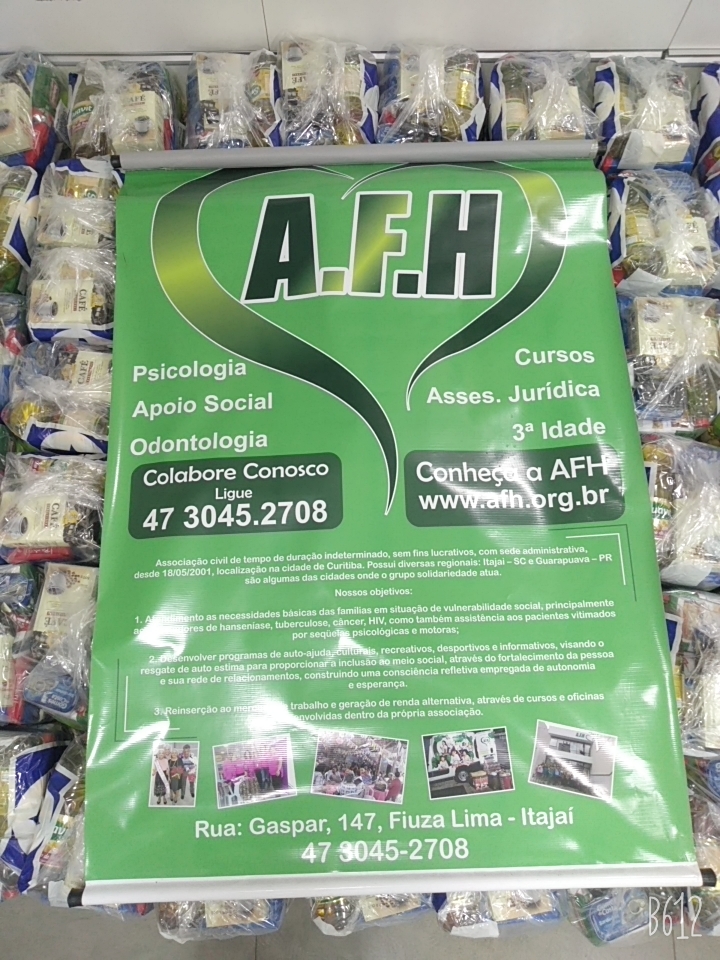 A.F.H
Psicologia
Apoio Social
Odontologia
Cursos
Asses. Jurídica
3ª Idade
Colabore Conosco
Ligue
47 3045.2708
Conheça a AFH
www.afh.org.br
Associação civil de tempo de duração indeterminado, sem fins lucrativos, com sede administrativa,
desde 18/05/2001, localização na cidade de Curitiba. Possui diversas regionais: Itajaí – SC e Guarapuava – PR
são algumas das cidades onde o grupo solidariedade atua.
Nossos objetivos:
1. Atendimento as necessidades básicas das famílias em situação de vulnerabilidade social, principalmente
de hanseníase, tuberculose, câncer, HIV, como também assistência aos pacientes vitimados
por seqüelas psicológicas e motoras;
2. Desenvolver programas de auto-ajuda, culturais, recreativos, desportivos e informativos, visando o
resgate de auto estima para proporcionar a inclusão ao meio social, através do fortalecimento da pessoa
e sua rede de relacionamentos, construindo uma consciência refletiva empregada de autonomia
e esperança.
3. Reinserção ao trabalho e geração de renda alternativa, através de cursos e oficinas
dentro da própria associação.
Rua: Gaspar, 147, Fiuza Lima - Itajaí
47 3045-2708
CAFÉ
CAFÉ
CAFÉ
B612